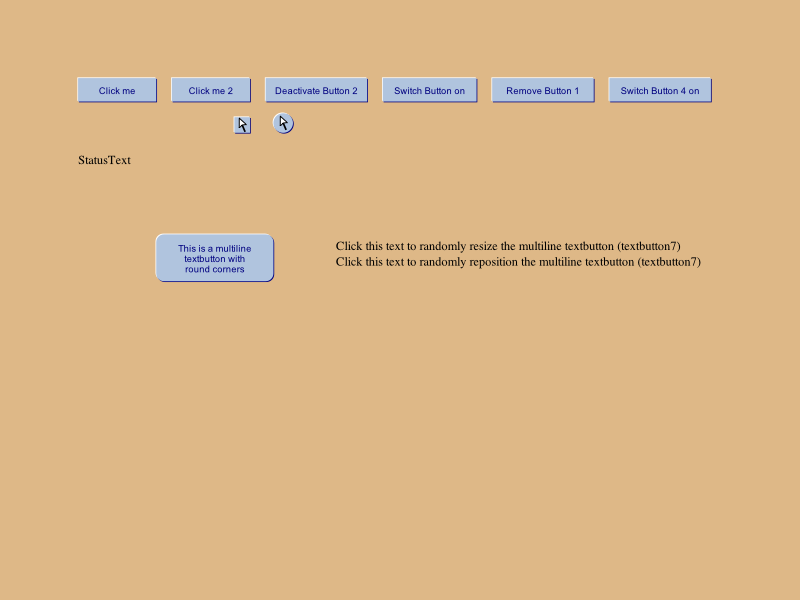 Click me
Click me 2
Deactivate Button 2
Switch Button on
Remove Button 1
Switch Button 4 on
StatusText
This is a multiline
textbutton with
round corners
Click this text to randomly resize the multiline textbutton (textbutton7)
Click this text to randomly reposition the multiline textbutton (textbutton7)